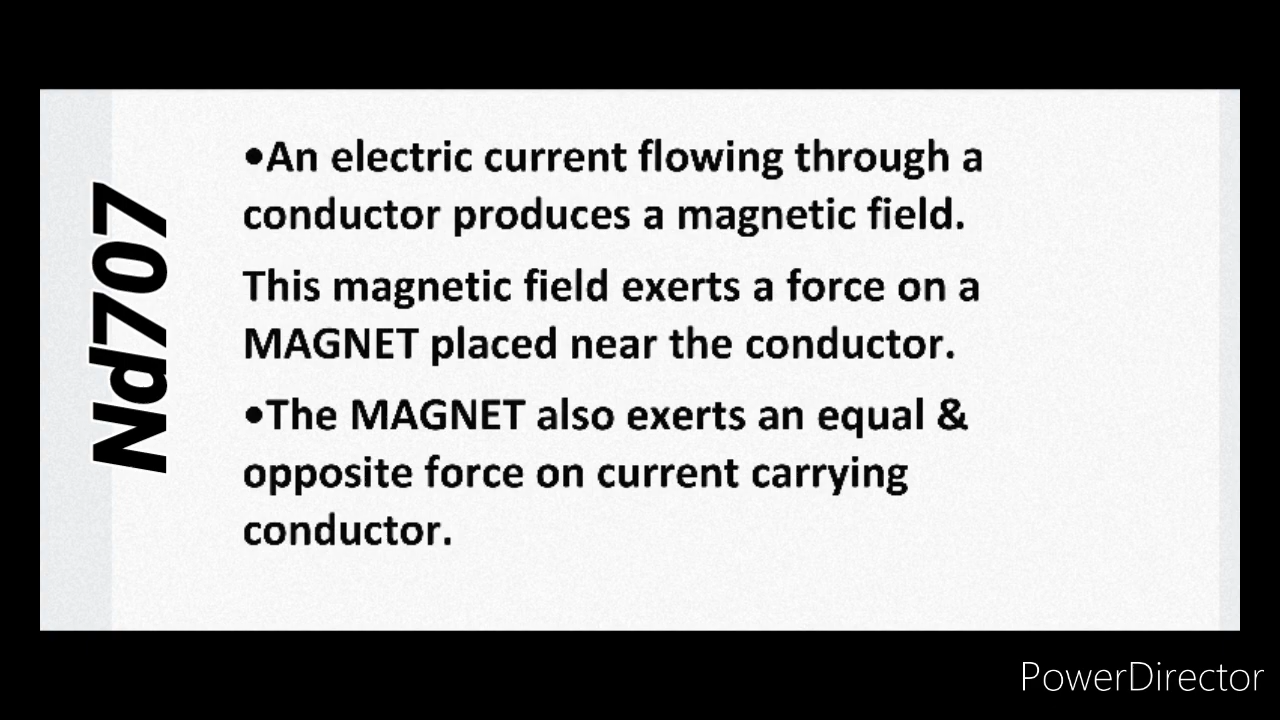 Nd707
•An electric current flowing through a
conductor produces a magnetic field.
This magnetic field exerts a force on a
MAGNET placed near the conductor.
•The MAGNET also exerts an equal &
opposite force on current carrying
conductor.
PowerDirector